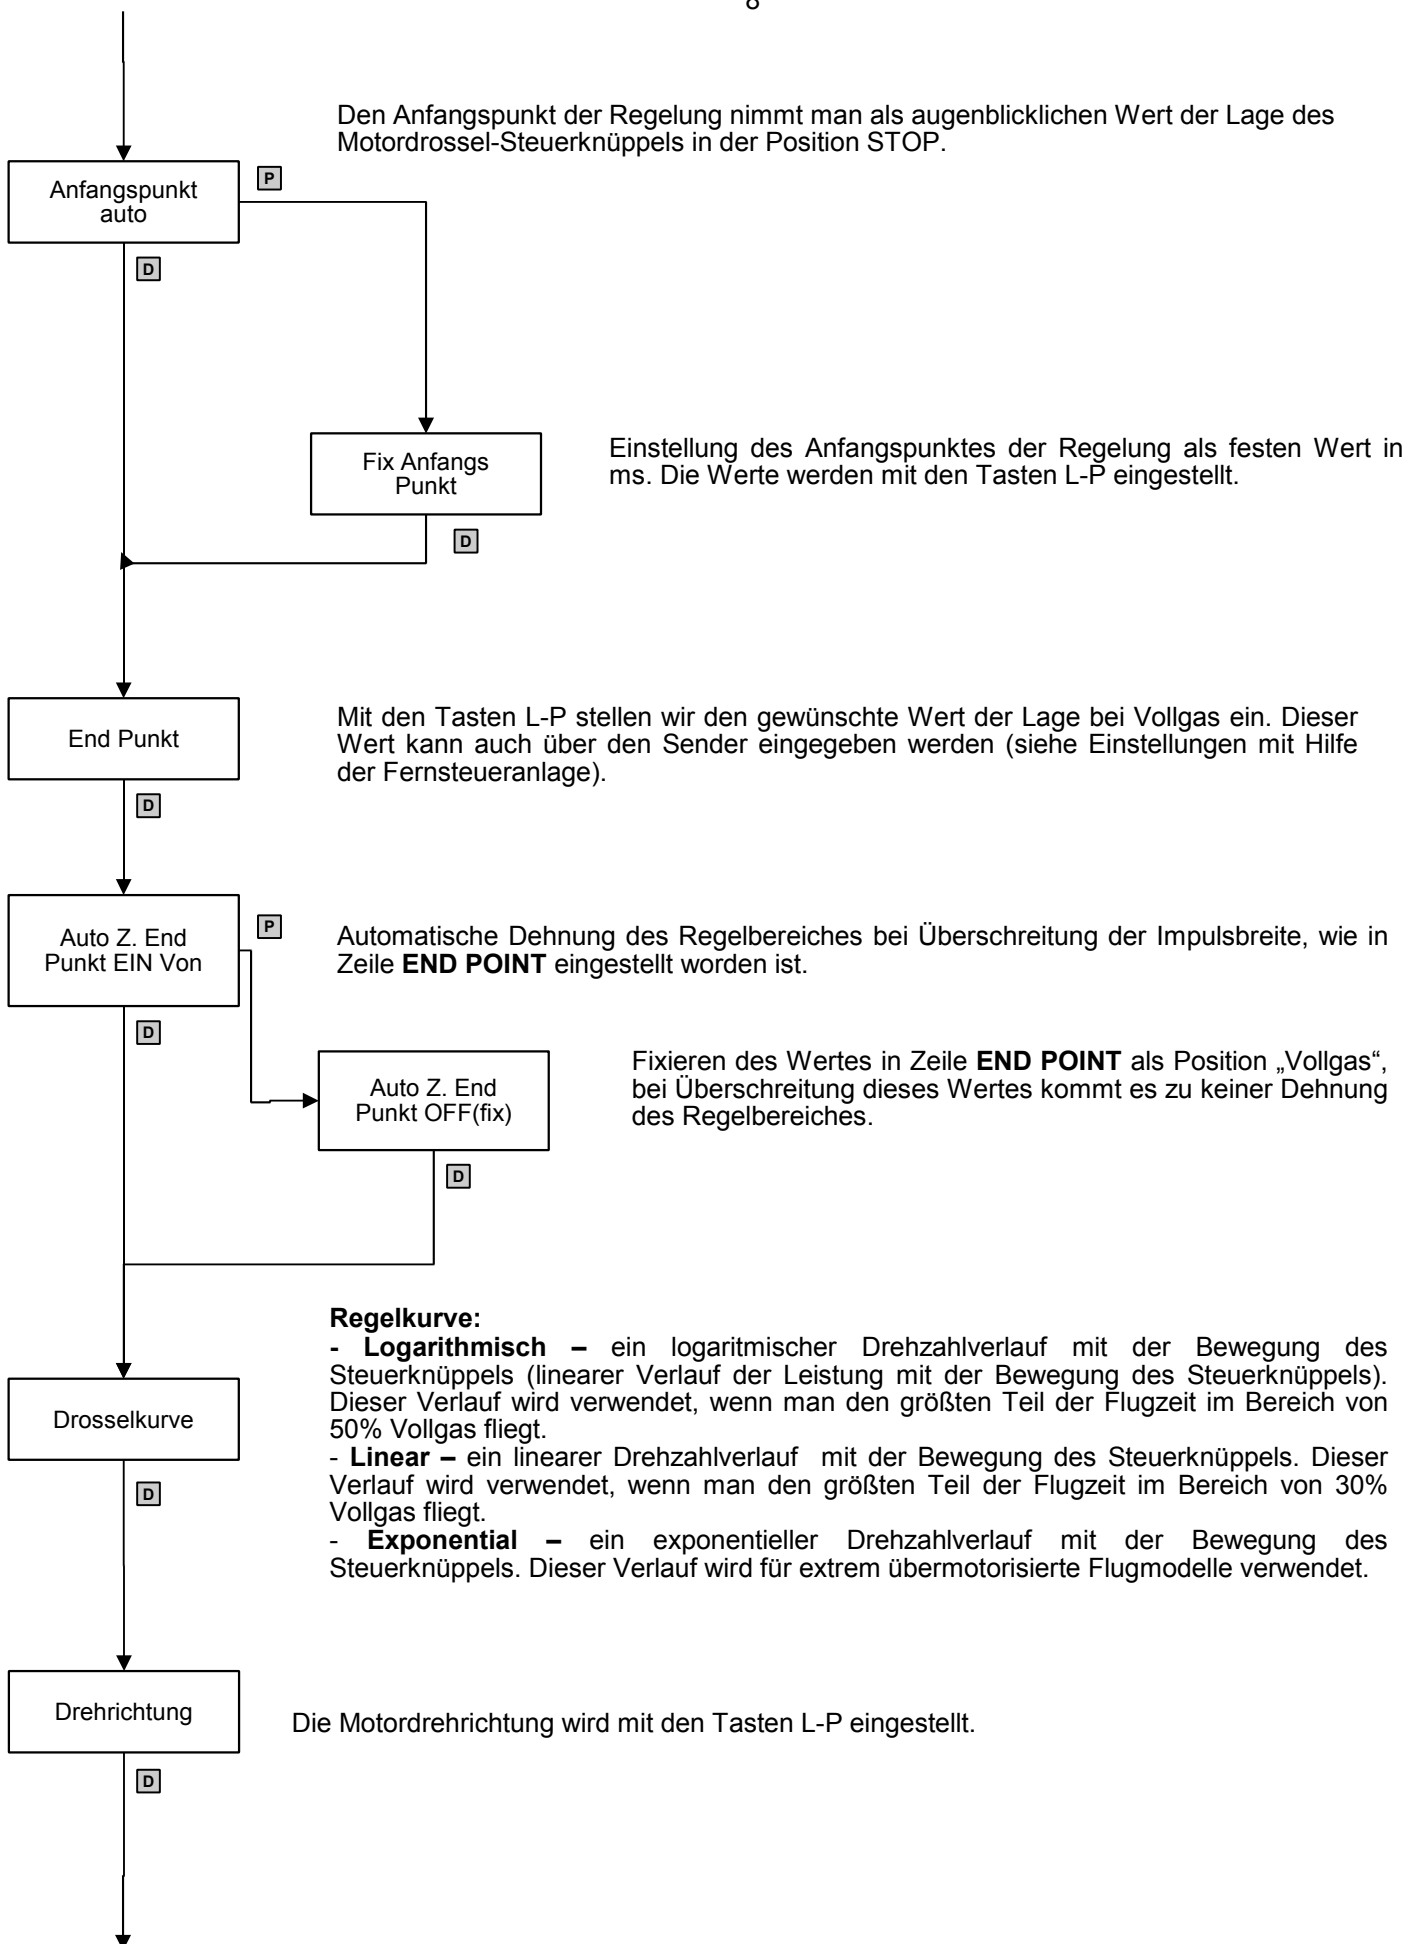 8
Den Anfangspunkt der Regelung nimmt man als augenblicklichen Wert der Lage des
Motordrossel-Steuerknüppels in der Position STOP.
Anfangspunkt
auto
P
D
Fix Anfangs
Punkt
Einstellung des Anfangspunktes der Regelung als festen Wert in
ms. Die Werte werden mit den Tasten L-P eingestellt.
D
End Punkt
Mit den Tasten L-P stellen wir den gewünschte Wert der Lage bei Vollgas ein. Dieser
Wert kann auch über den Sender eingegeben werden (siehe Einstellungen mit Hilfe
der Fernsteueranlage).
D
Auto Z. End
Punkt EIN Von
P
Automatische Dehnung des Regelbereiches bei Überschreitung der Impulsbreite, wie in
Zeile END POINT eingestellt worden ist.
D
Auto Z. End
Punkt OFF(fix)
Fixieren des Wertes in Zeile END POINT als Position „Vollgas“,
bei Überschreitung dieses Wertes kommt es zu keiner Dehnung
des Regelbereiches.
D
Regelkurve:
- Logarithmisch – ein logaritmischer Drehzahlverlauf mit der Bewegung des
Steuerknüppels (linearer Verlauf der Leistung mit der Bewegung des Steuerknüppels).
Dieser Verlauf wird verwendet, wenn man den größten Teil der Flugzeit im Bereich von
50% Vollgas fliegt.
- Linear – ein linearer Drehzahlverlauf mit der Bewegung des Steuerknüppels. Dieser
Verlauf wird verwendet, wenn man den größten Teil der Flugzeit im Bereich von 30%
Vollgas fliegt.
- Exponential – ein exponentieller Drehzahlverlauf mit der Bewegung des
Steuerknüppels. Dieser Verlauf wird für extrem übermotorisierte Flugmodelle verwendet.
Drosselkurve
D
Drehrichtung
Die Motordrehrichtung wird mit den Tasten L-P eingestellt.
D